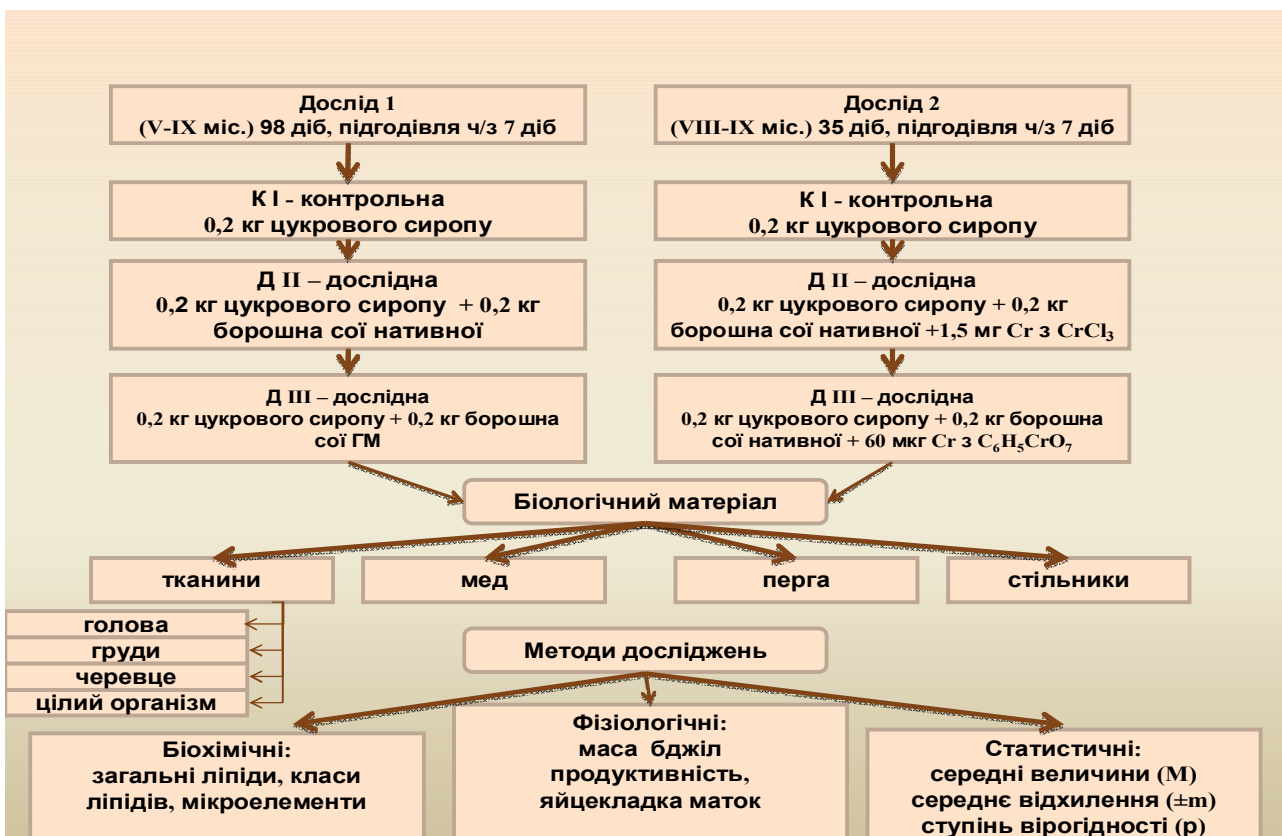 Дослід 1
(V-IX міс.) 98 діб, підгодівля ч/з 7 діб
К І - контрольна
0,2 кг цукрового сиропу
Д ІІ – дослідна
0,2 кг цукрового сиропу + 0,2 кг
борошна сої нативної
Д ІІІ – дослідна
0,2 кг цукрового сиропу + 0,2 кг борошна
сої ГМ
Дослід 2
(VIII-IX міс.) 35 діб, підгодівля ч/з 7 діб
К І - контрольна
0,2 кг цукрового сиропу
Д ІІ – дослідна
0,2 кг цукрового сиропу + 0,2 кг
борошна сої нативної +1,5 мг Cr з CrCl₃
Д ІІІ – дослідна
0,2 кг цукрового сиропу + 0,2 кг борошна
сої нативної + 60 мкг Cr з C₆H₅CrO₇
Біологічний матеріал
тканини
мед
перга
стільники
голова
груди
черевце
цілий організм
Методи досліджень
Біохімічні:
загальні ліпіди, класи
ліпідів, мікроелементи
Фізіологічні:
маса бджіл
продуктивність,
яйцекладка маток
Статистичні:
середні величини (М)
середнє відхилення (±m)
ступінь вірогідності (р)